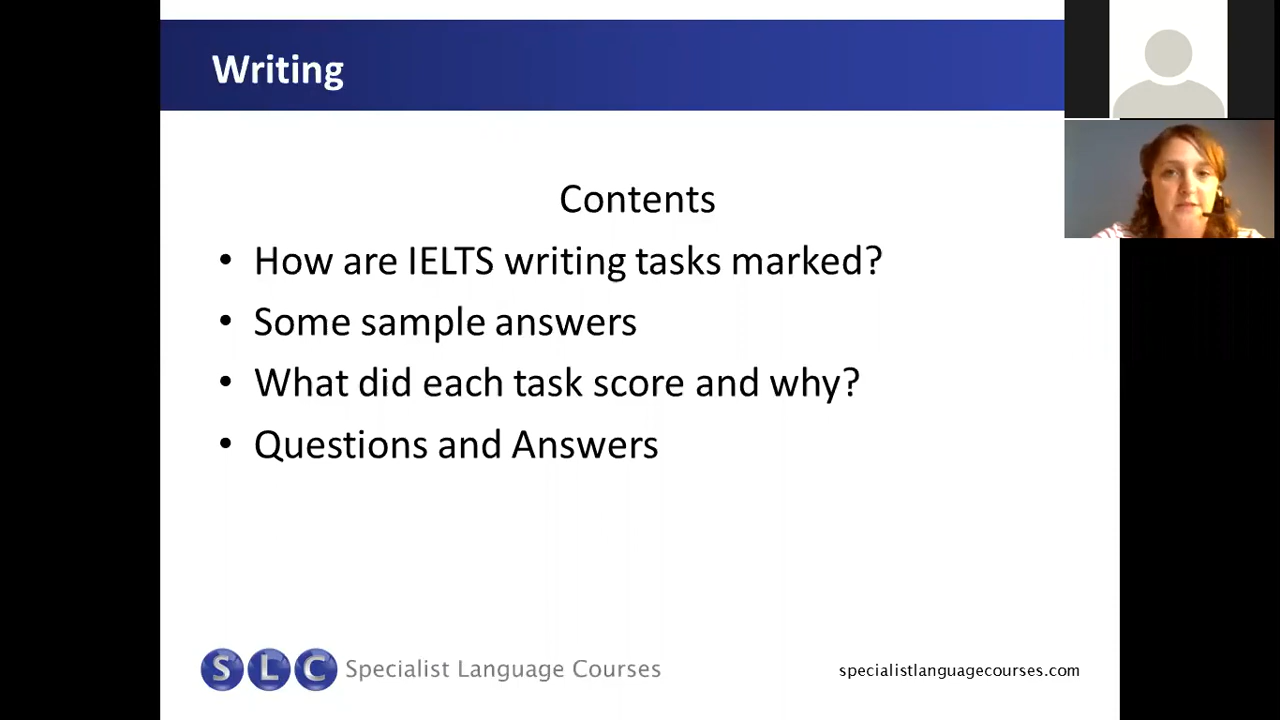 Writing
Contents
• How are IELTS writing tasks marked?
• Some sample answers
• What did each task score and why?
• Questions and Answers
SLC Specialist Language Courses
specialistlanguagecourses.com